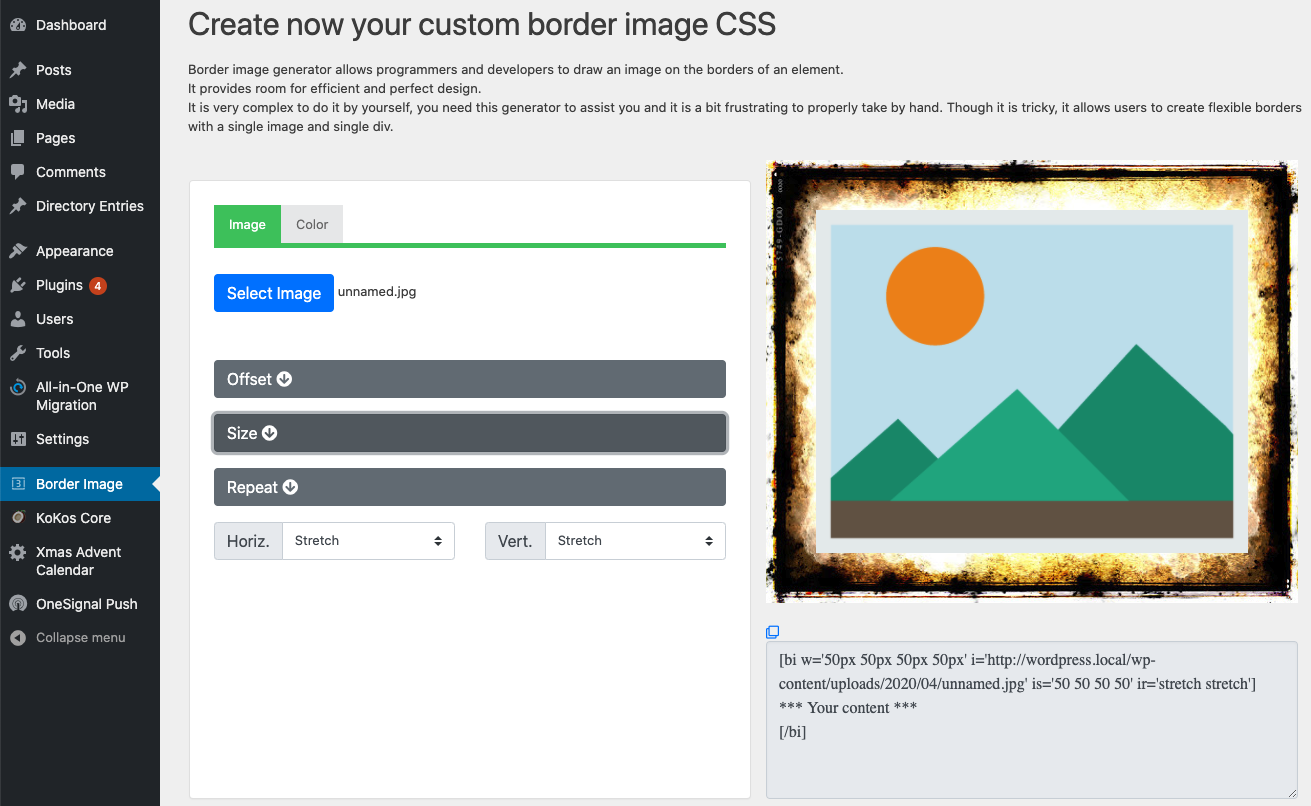 Dashboard
Posts
Media
Pages
Comments
Directory Entries
Appearance
Plugins 4
Users
Tools
All-in-One WP
Migration
Settings
Border Image
KoKos Core
Xmas Advent
Calendar
OneSignal Push
Collapse menu
Create now your custom border image CSS
Border image generator allows programmers and developers to draw an image on the borders of an element.
It provides room for efficient and perfect design.
It is very complex to do it by yourself, you need this generator to assist you and it is a bit frustrating to properly take by hand. Though it is tricky, it allows users to create flexible borders
with a single image and single div.
Image Color
Select Image unnamed.jpg
Offset
Size
Repeat
Horiz. Stretch Vert. Stretch
[bi w='50px 50px 50px 50px' i='http://wordpress.local/wp-
content/uploads/2020/04/unnamed.jpg' is='50 50 50 50' ir='stretch stretch']
*** Your content ***
[/bi]